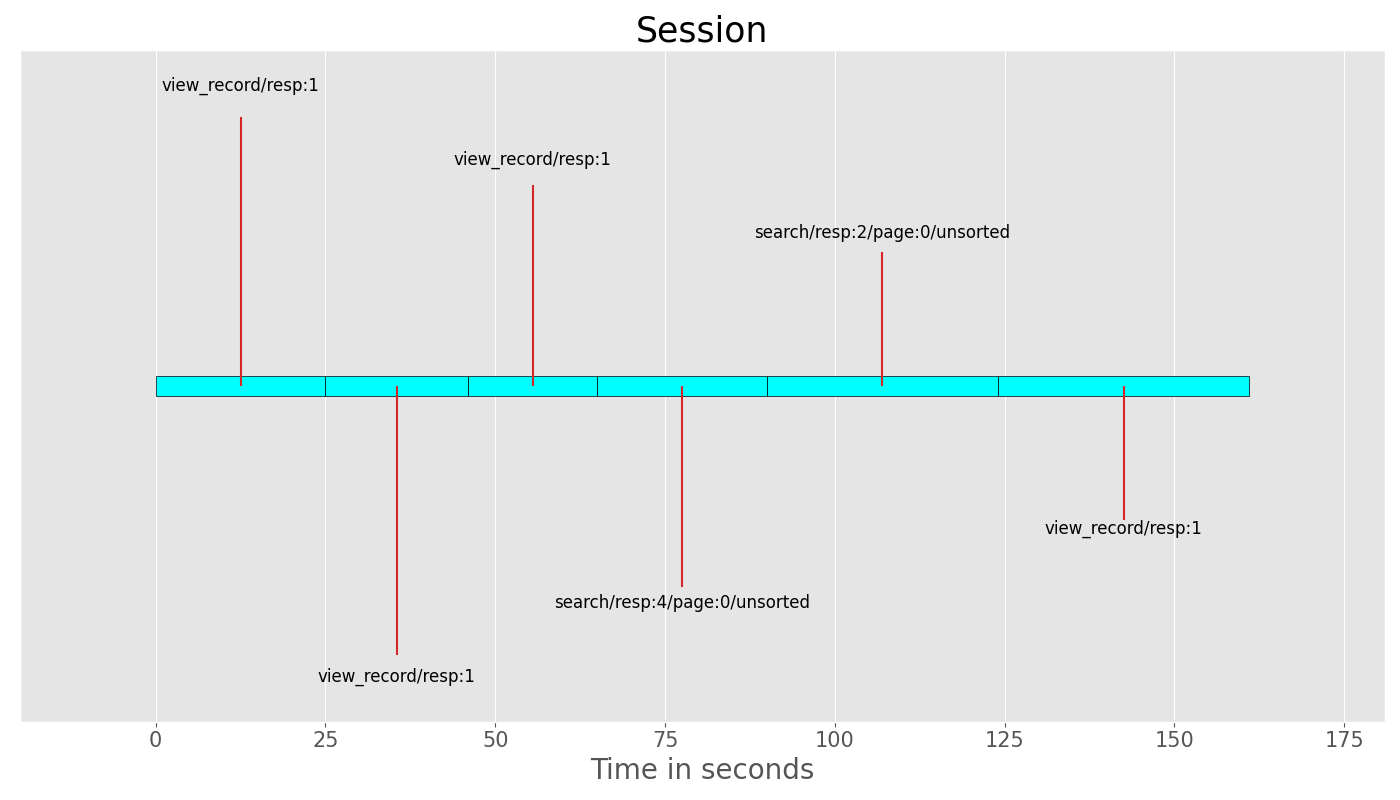 Session
view_record/resp:1
view_record/resp:1
search/resp:2/page:0/unsorted
view_record/resp:1
search/resp:4/page:0/unsorted
view_record/resp:1
0 25 50 75 100 125 150 175
Time in seconds